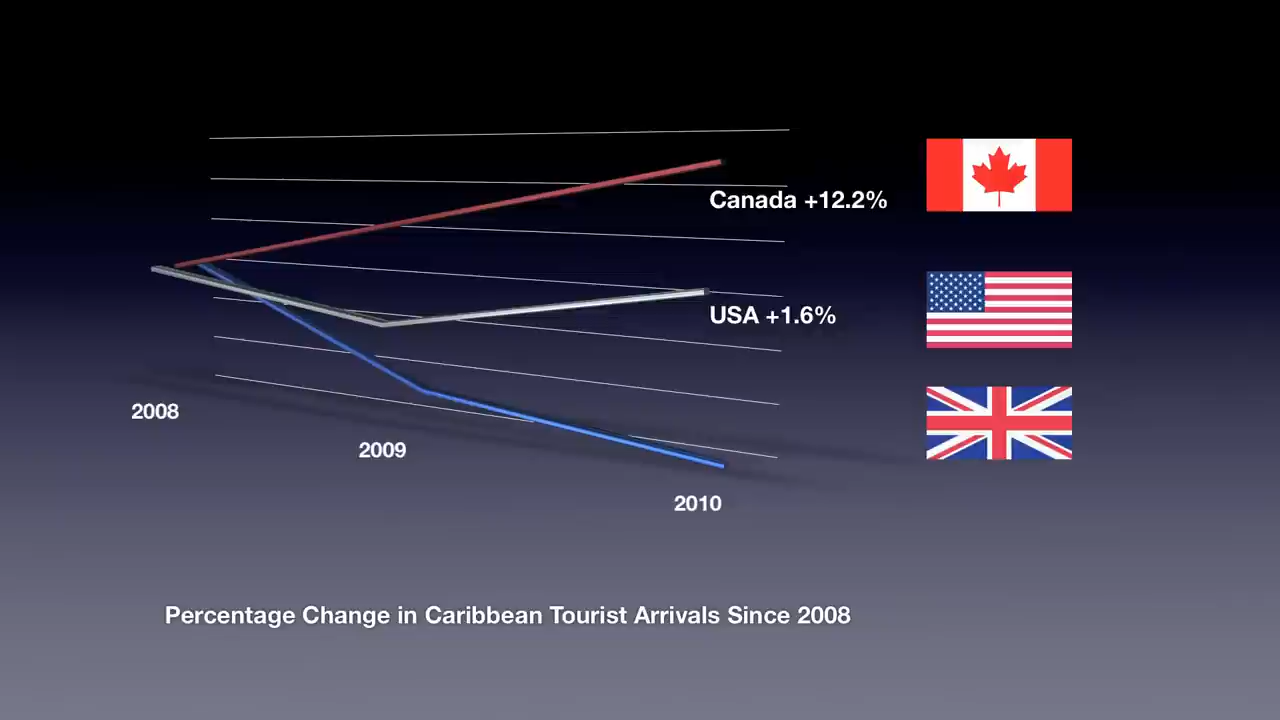 Canada +12.2%
USA +1.6%
2008
2009
2010
Percentage Change in Caribbean Tourist Arrivals Since 2008